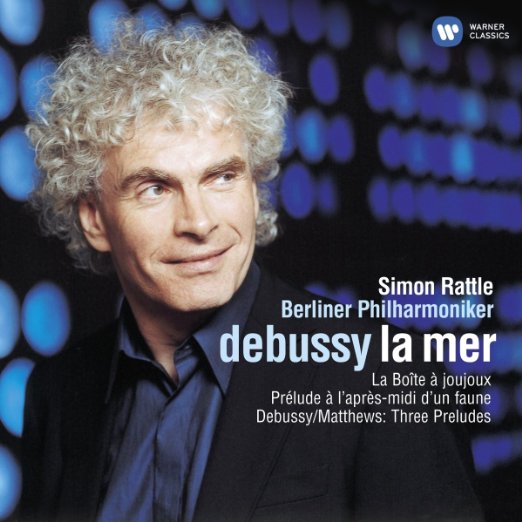 WARNER
CLASSICS
Simon Rattle
Berliner Philharmoniker
debussy la mer
La Boîte à joujoux
Prélude à l'après-midi d'un faune
Debussy/Matthews: Three Preludes